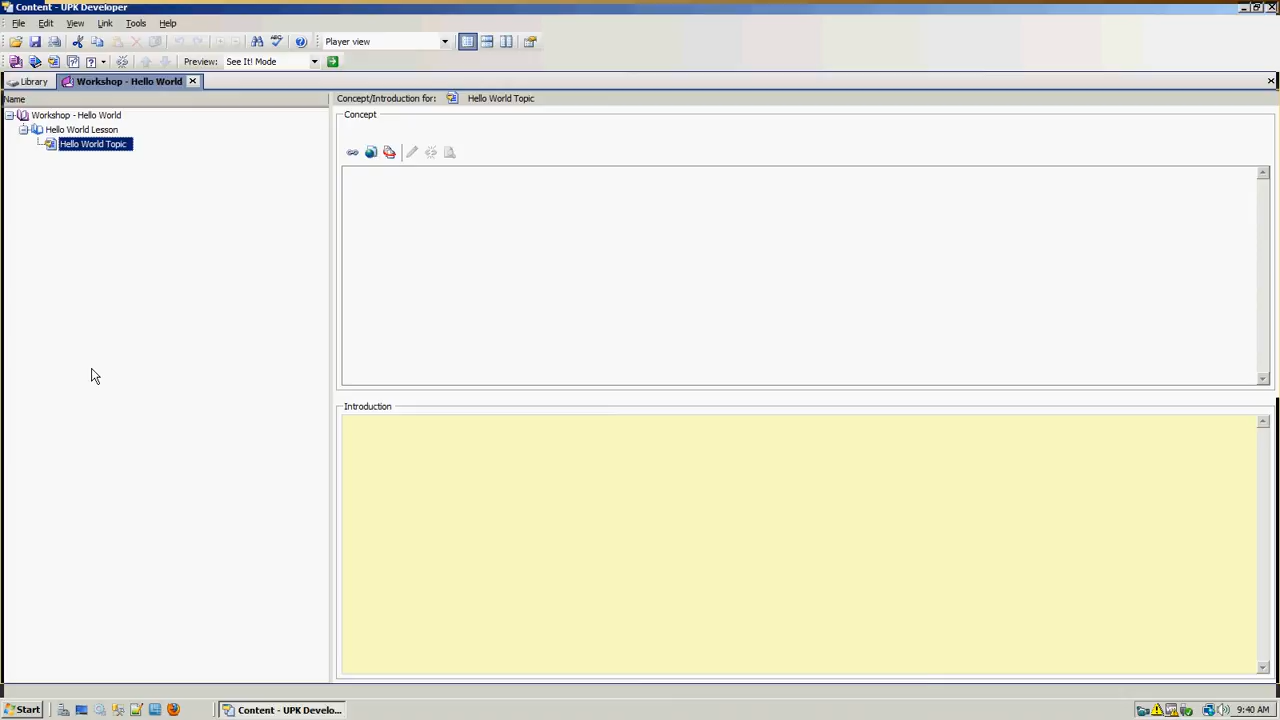 Content - UPK Developer
File Edit View Link Tools Help
Player view
Preview: See It! Mode
Library Workshop - Hello World
Name
Workshop - Hello World
Hello World Lesson
Hello World Topic
Concept/Introduction for: Hello World Topic
Concept
Introduction
Start Content - UPK Develo... 9:40 AM